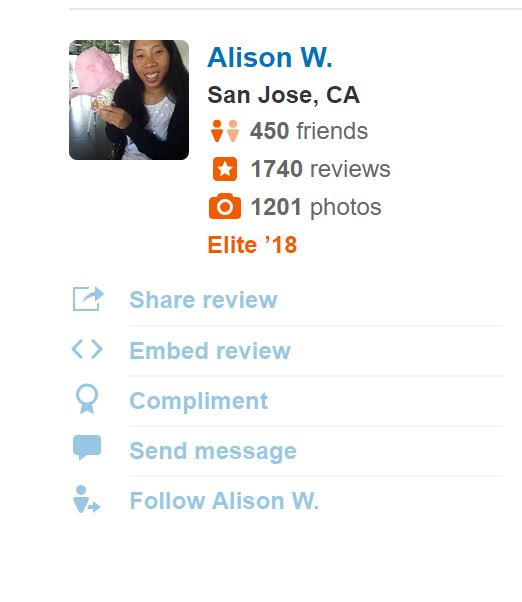 Alison W.
San Jose, CA
450 friends
1740 reviews
1201 photos
Elite ’18
Share review
Embed review
Compliment
Send message
Follow Alison W.